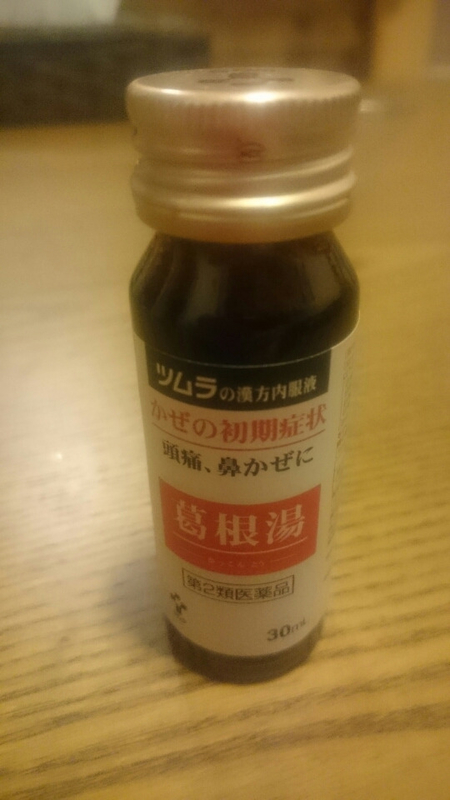 ツムラの漢方内服液
かぜの初期症状
頭痛、鼻かぜに
葛根湯
第2類医薬品
30mL